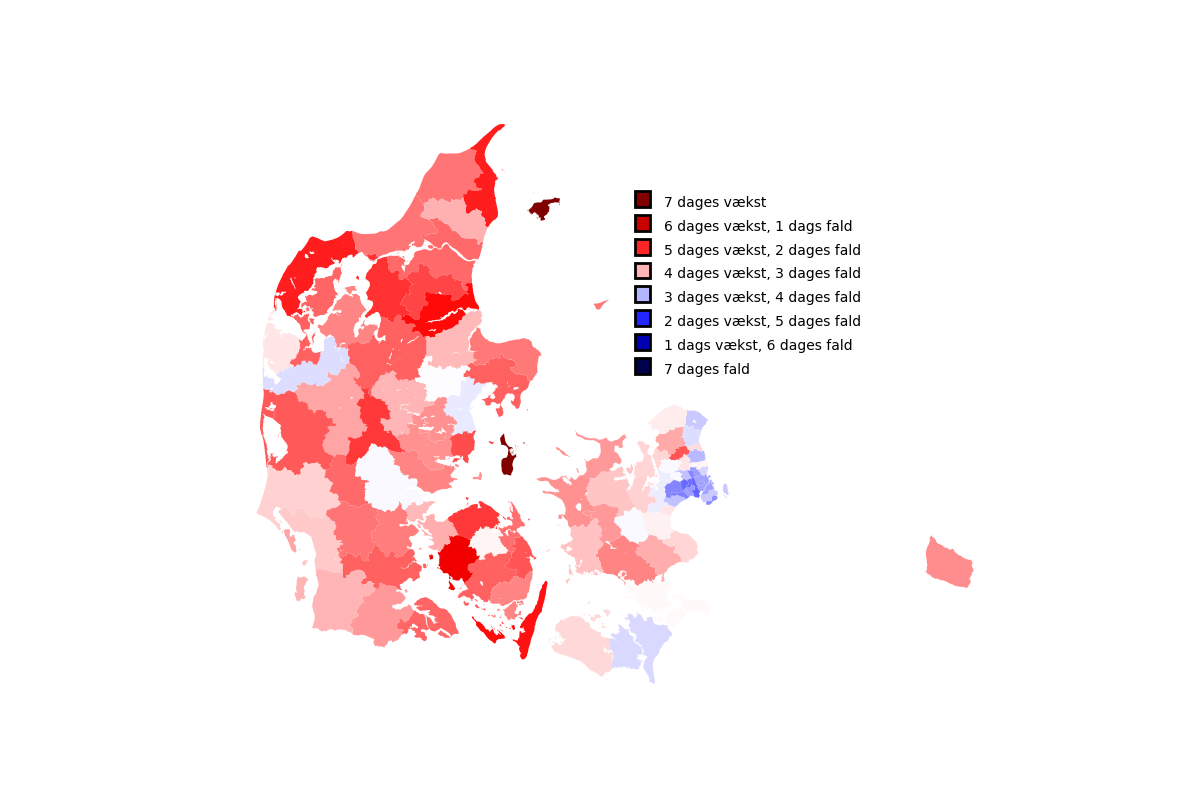 7 dages vækst
6 dages vækst, 1 dags fald
5 dages vækst, 2 dages fald
4 dages vækst, 3 dages fald
3 dages vækst, 4 dages fald
2 dages vækst, 5 dages fald
1 dags vækst, 6 dages fald
7 dages fald